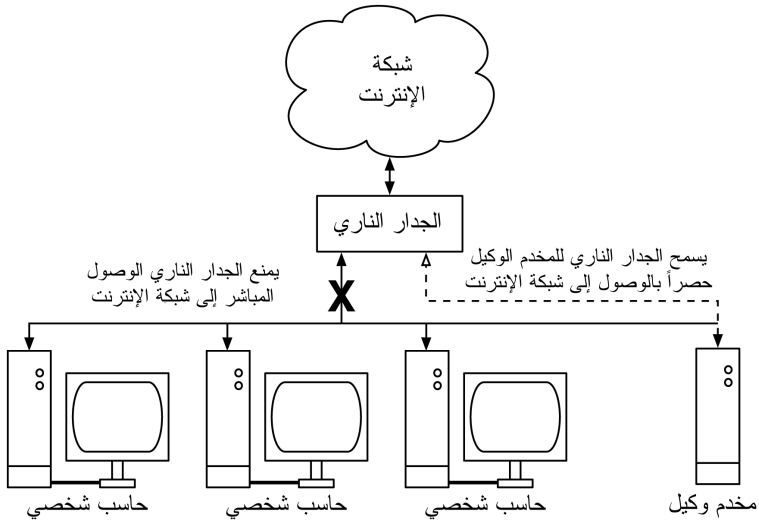 شبكة
الإنترنت
الجدار الناري
يسمح الجدار الناري للمخدم الوكيل
حصراً بالوصول إلى شبكة الإنترنت
يمنع الجدار الناري الوصول
المباشر إلى شبكة الإنترنت
X
مخدم وكيل
حاسب شخصي
حاسب شخصي
حاسب شخصي